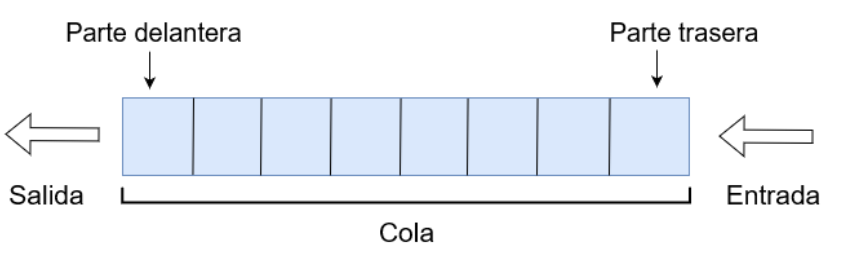 Parte delantera
Parte trasera
Salida
Entrada
Cola